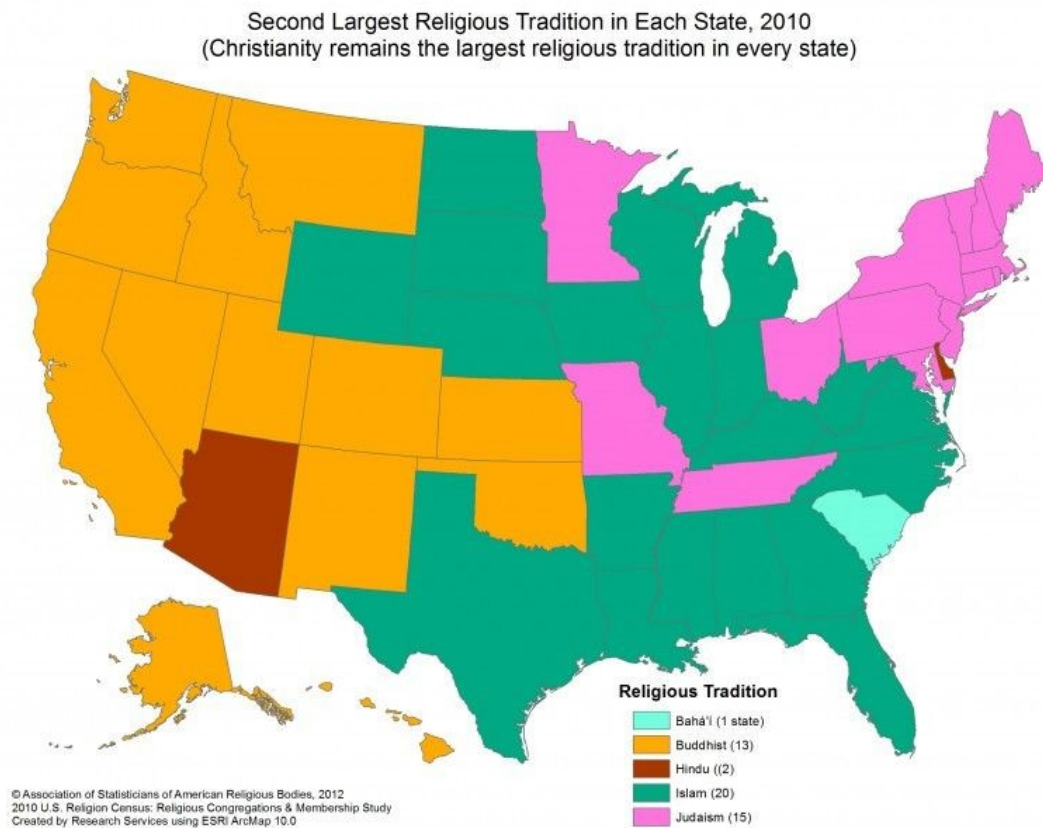 Second Largest Religious Tradition in Each State, 2010
(Christianity remains the largest religious tradition in every state)
Religious Tradition
Bahá'í (1 state)
Buddhist (13)
Hindu ((2)
Islam (20)
Judaism (15)
© Association of Statisticians of American Religious Bodies, 2012
2010 U.S. Religion Census: Religious Congregations & Membership Study
Created by Research Services using ESRI ArcMap 10.0